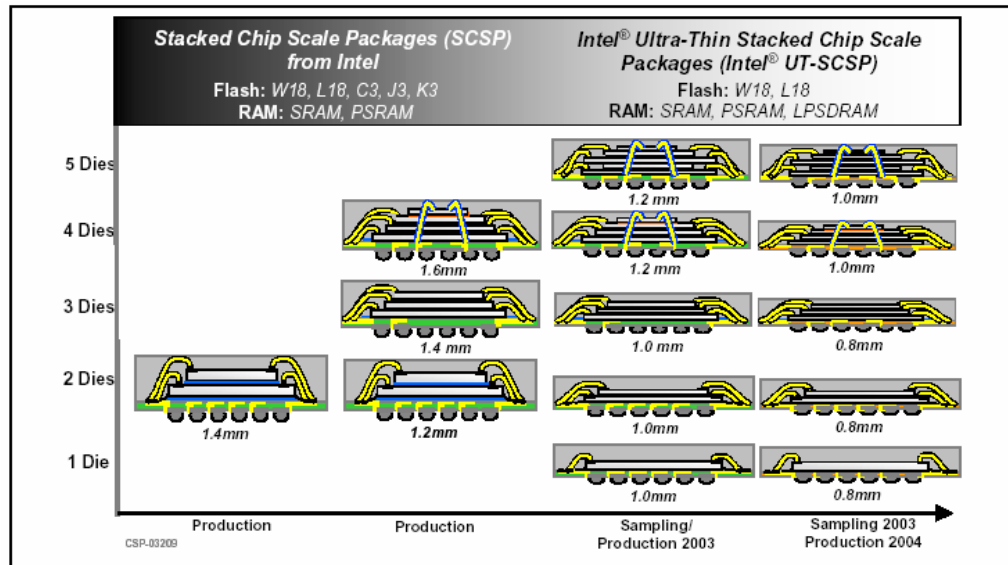 Stacked Chip Scale Packages (SCSP)
from Intel
Flash: W18, L18, C3, J3, K3
RAM: SRAM, PSRAM
Intel® Ultra-Thin Stacked Chip Scale
Packages (Intel® UT-SCSP)
Flash: W18, L18
RAM: SRAM, PSRAM, LPSDRAM
5 Dies
1.2 mm
1.0mm
4 Dies
1.6mm
1.2 mm
1.0mm
3 Dies
1.4 mm
1.0 mm
0.8mm
2 Dies
1.4mm
1.2mm
1.0mm
0.8mm
1 Die
1.0mm
0.8mm
Production
Production
Sampling/
Production 2003
Sampling 2003
Production 2004
CSP-03209